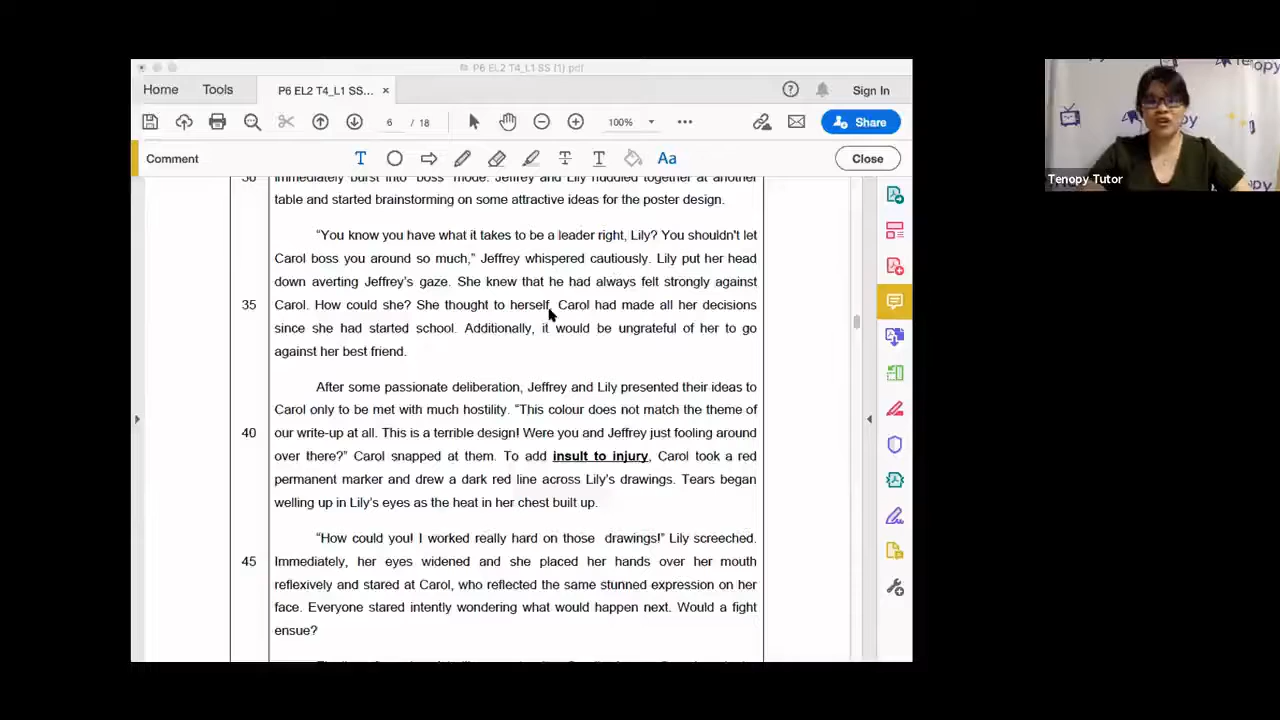 P6 EL2 T4_L1 SS (1).pdf
Home Tools P6 EL2 T4_L1 SS... × Sign In
6 / 18 100% Share
Comment T T T Aa Close
immediately burst into "boss" mode. Jeffrey and Lily huddled together at another
table and started brainstorming on some attractive ideas for the poster design.
"You know you have what it takes to be a leader right, Lily? You shouldn't let
Carol boss you around so much," Jeffrey whispered cautiously. Lily put her head
down averting Jeffrey's gaze. She knew that he had always felt strongly against
35 Carol. How could she? She thought to herself. Carol had made all her decisions
since she had started school. Additionally, it would be ungrateful of her to go
against her best friend.
After some passionate deliberation, Jeffrey and Lily presented their ideas to
Carol only to be met with much hostility. "This colour does not match the theme of
40 our write-up at all. This is a terrible design! Were you and Jeffrey just fooling around
over there?" Carol snapped at them. To add insult to injury, Carol took a red
permanent marker and drew a dark red line across Lily's drawings. Tears began
welling up in Lily's eyes as the heat in her chest built up.
"How could you! I worked really hard on those drawings!" Lily screeched.
45 Immediately, her eyes widened and she placed her hands over her mouth
reflexively and stared at Carol, who reflected the same stunned expression on her
face. Everyone stared intently wondering what would happen next. Would a fight
ensue?
Tenopy Tutor